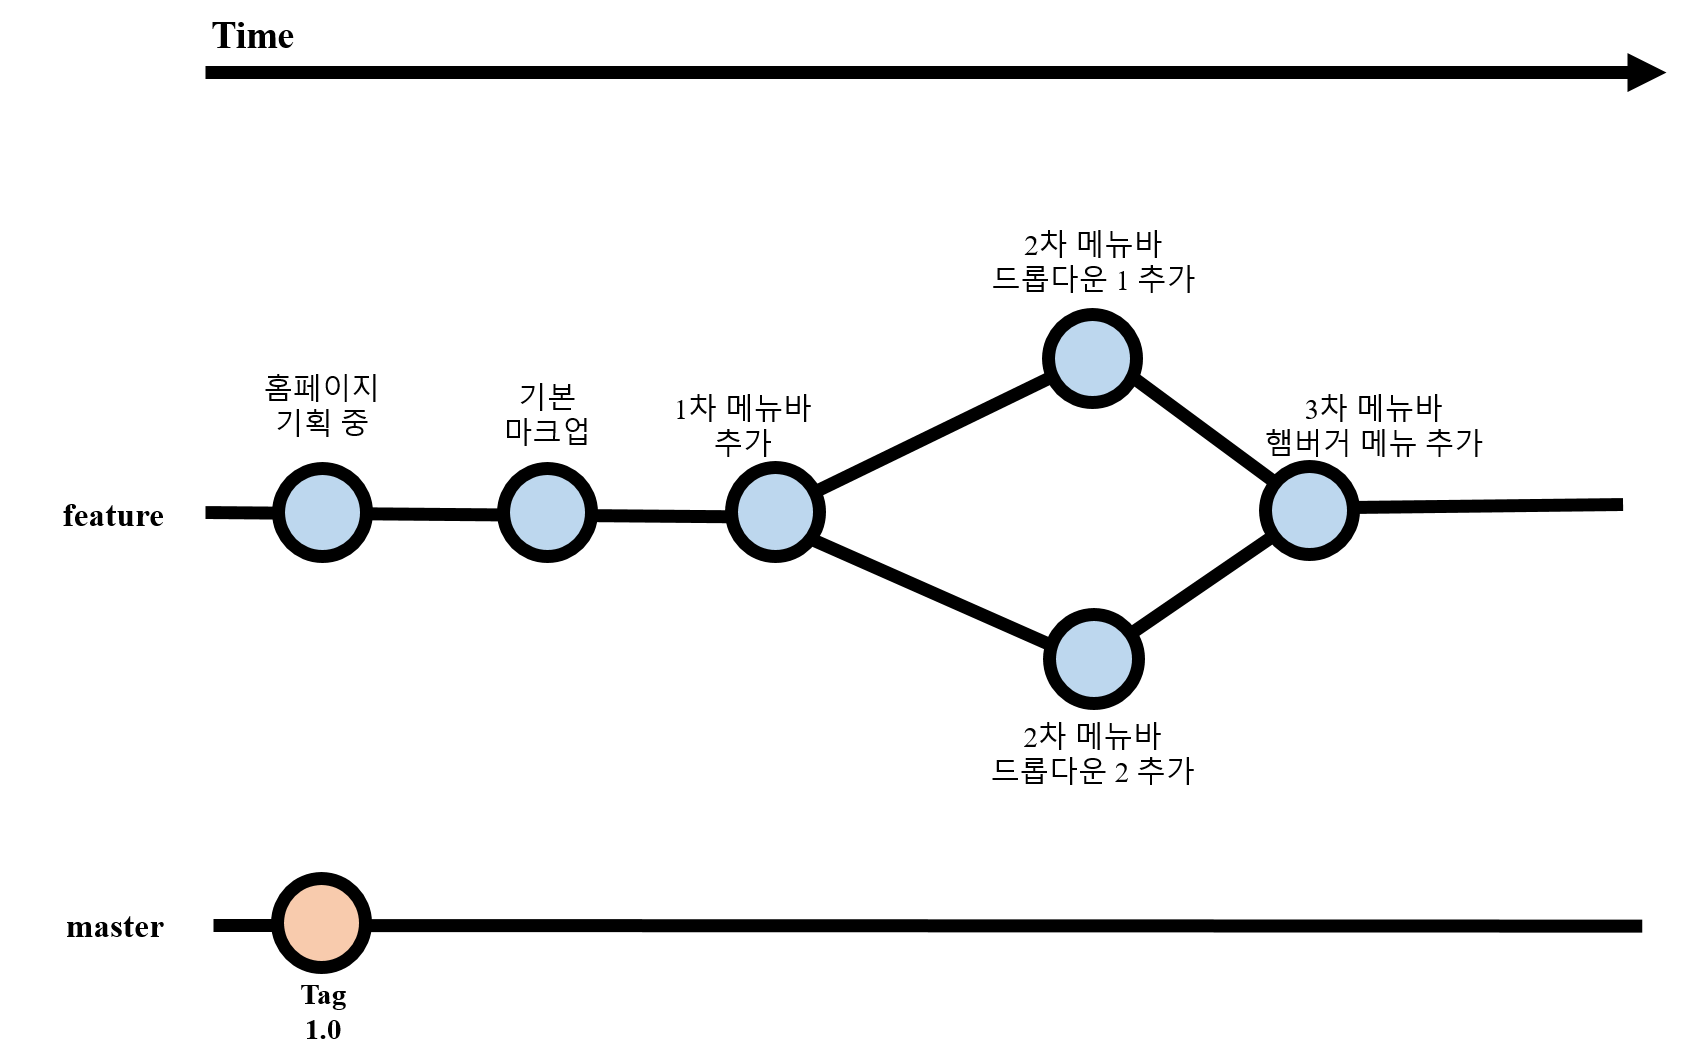 Time
2차 메뉴바
드롭다운 1 추가
홈페이지
기획 중
기본
마크업
1차 메뉴바
추가
3차 메뉴바
햄버거 메뉴 추가
feature
2차 메뉴바
드롭다운 2 추가
master
Tag
1.0